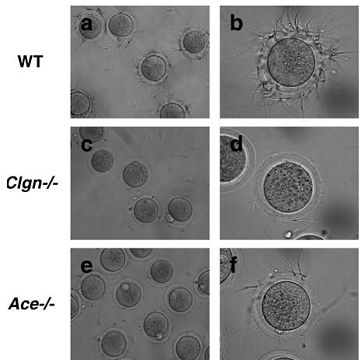 a b
WT
c d
Clgn-/-
e f
Ace-/-